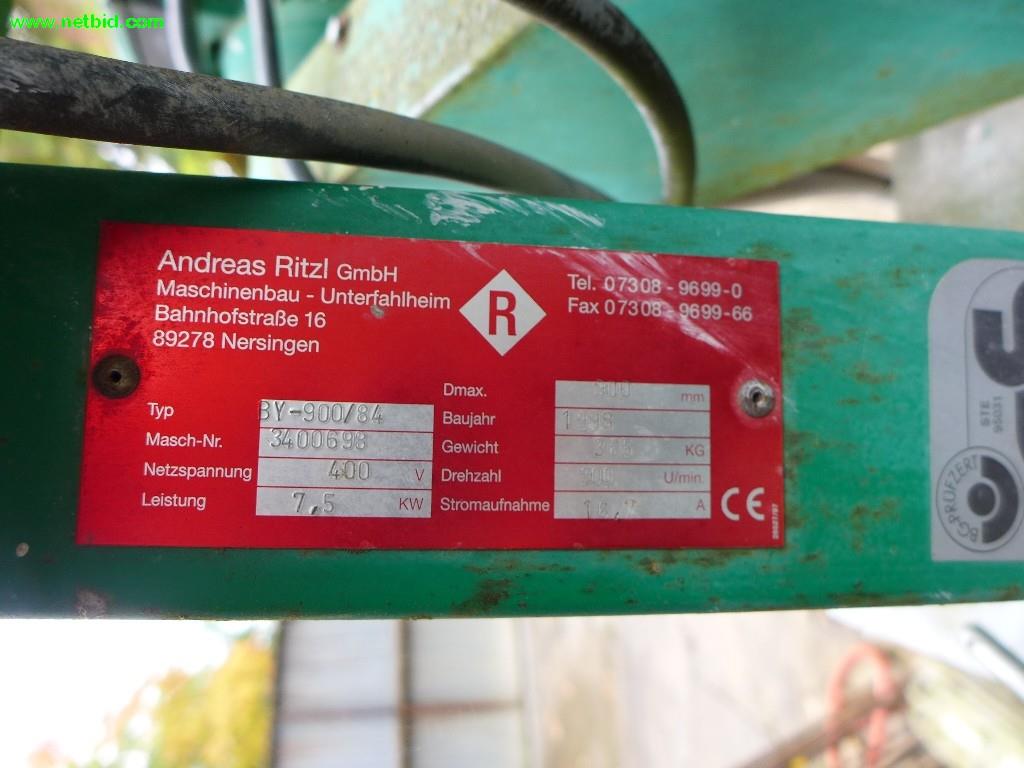 www.netbid.com
Andreas Ritzl GmbH
Maschinenbau - Unterfahlheim
Bahnhofstraße 16
89278 Nersingen
R
Tel. 07308 - 9699-0
Fax 07308 - 9699-66
Typ BY-900/84
Masch-Nr. 3400698
Netzspannung 400 V
Leistung 7,5 KW
Dmax. mm
Baujahr 1998
Gewicht KG
Drehzahl U/min.
Stromaufnahme A
CE
STE
95031
BG-PRÜFZERT